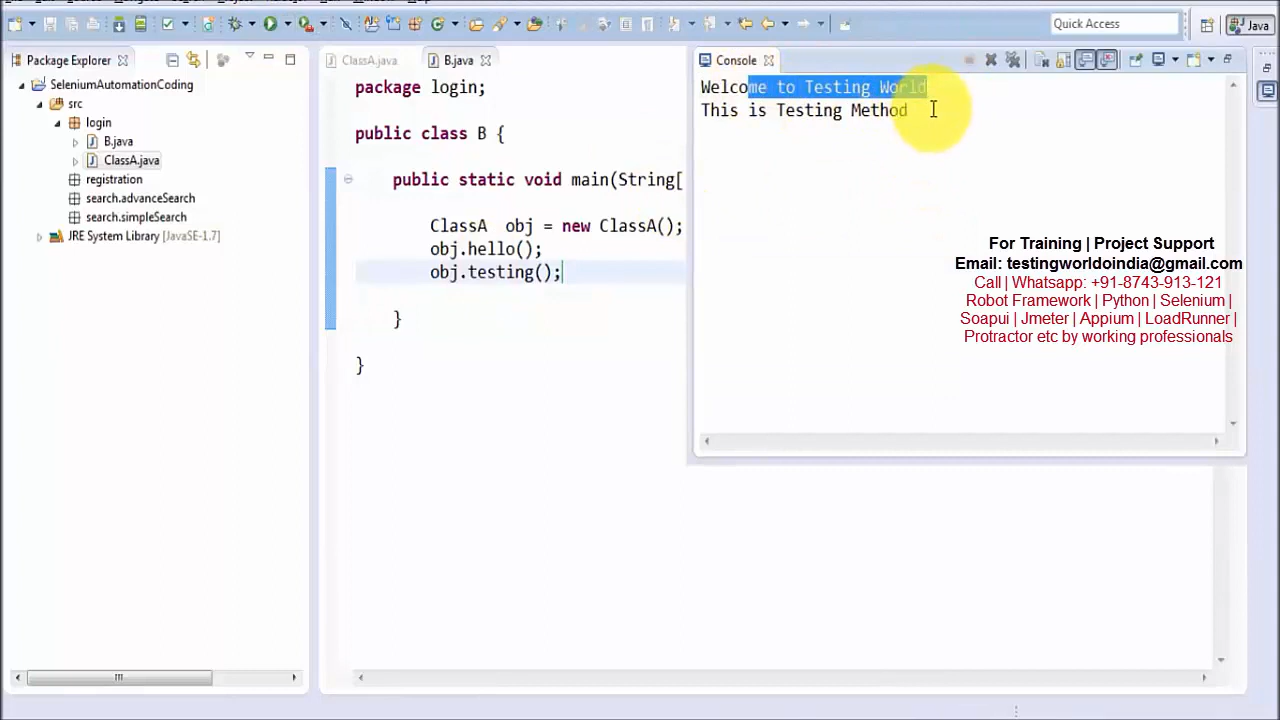 Quick Access
Java
Package Explorer
SeleniumAutomationCoding
src
login
B.java
ClassA.java
registration
search.advanceSearch
search.simpleSearch
JRE System Library [JavaSE-1.7]
ClassA.java
B.java
package login;
public class B {
public static void main(String[
ClassA obj = new ClassA();
obj.hello();
obj.testing();
}
}
Console
Welcome to Testing World
This is Testing Method
For Training | Project Support
Email: testingworldoindia@gmail.com
Call | Whatsapp: +91-8743-913-121
Robot Framework | Python | Selenium |
Soapui | Jmeter | Appium | LoadRunner |
Protractor etc by working professionals